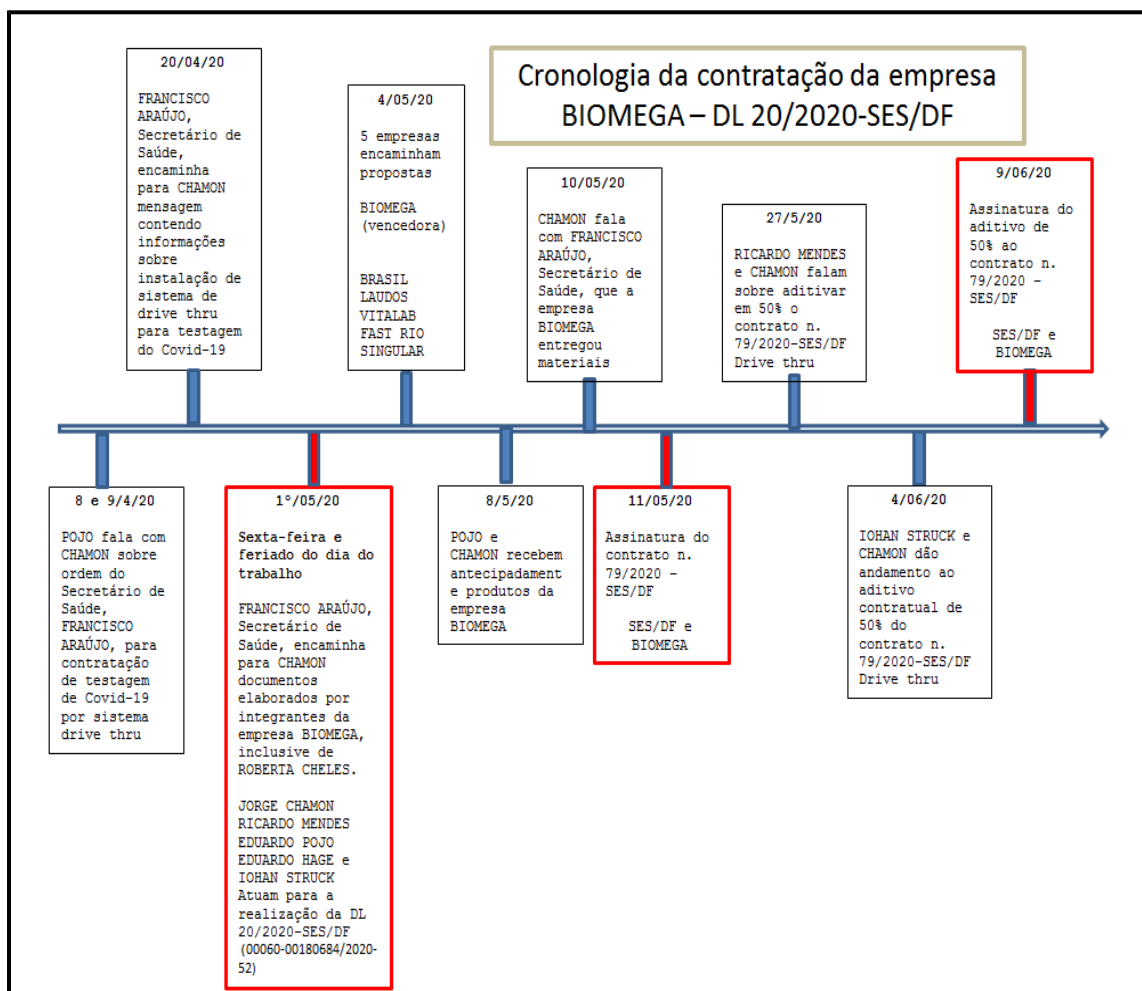 Cronologia da contratação da empresa
BIOMEGA – DL 20/2020-SES/DF
20/04/20
FRANCISCO
ARAÚJO,
Secretário de
Saúde,
encaminha
para CHAMON
mensagem
contendo
informações
sobre
instalação de
sistema de
drive thru
para testagem
do Covid-19
4/05/20
5 empresas
encaminham
propostas
BIOMEGA
(vencedora)
BRASIL
LAUDOS
VITALAB
FAST RIO
SINGULAR
10/05/20
CHAMON fala
com FRANCISCO
ARAÚJO,
Secretário de
Saúde, que a
empresa
BIOMEGA
entregou
materiais
27/5/20
RICARDO MENDES
e CHAMON falam
sobre aditivar
em 50% o
contrato n.
79/2020-SES/DF
Drive thru
9/06/20
Assinatura do
aditivo de
50% ao
contrato n.
79/2020 –
SES/DF
SES/DF e
BIOMEGA
8 e 9/4/20
POJO fala com
CHAMON sobre
ordem do
Secretário de
Saúde,
FRANCISCO
ARAÚJO, para
contratação
de testagem
de Covid-19
por sistema
drive thru
1º/05/20
Sexta-feira e
feriado do dia do
trabalho
FRANCISCO ARAÚJO,
Secretário de
Saúde, encaminha
para CHAMON
documentos
elaborados por
integrantes da
empresa BIOMEGA,
inclusive de
ROBERTA CHELES.
JORGE CHAMON
RICARDO MENDES
EDUARDO POJO
EDUARDO HAGE e
IOHAN STRUCK
Atuam para a
realização da DL
20/2020-SES/DF
(00060-00180684/2020-
52)
8/5/20
POJO e
CHAMON recebem
antecipadament
e produtos da
empresa
BIOMEGA
11/05/20
Assinatura do
contrato n.
79/2020 –
SES/DF
SES/DF e
BIOMEGA
4/06/20
IOHAN STRUCK e
CHAMON dão
andamento ao
aditivo
contratual de
50% do
contrato n.
79/2020-SES/DF
Drive thru